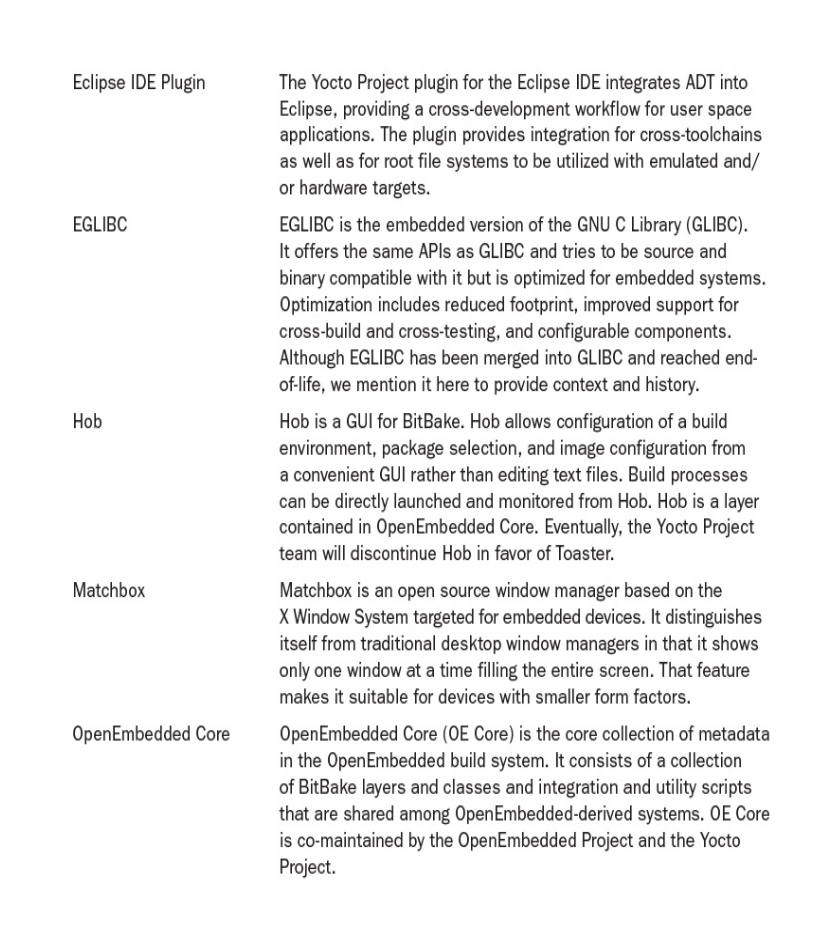 Eclipse IDE Plugin The Yocto Project plugin for the Eclipse IDE integrates ADT into
Eclipse, providing a cross-development workflow for user space
applications. The plugin provides integration for cross-toolchains
as well as for root file systems to be utilized with emulated and/
or hardware targets.
EGLIBC EGLIBC is the embedded version of the GNU C Library (GLIBC).
It offers the same APIs as GLIBC and tries to be source and
binary compatible with it but is optimized for embedded systems.
Optimization includes reduced footprint, improved support for
cross-build and cross-testing, and configurable components.
Although EGLIBC has been merged into GLIBC and reached end-
of-life, we mention it here to provide context and history.
Hob Hob is a GUI for BitBake. Hob allows configuration of a build
environment, package selection, and image configuration from
a convenient GUI rather than editing text files. Build processes
can be directly launched and monitored from Hob. Hob is a layer
contained in OpenEmbedded Core. Eventually, the Yocto Project
team will discontinue Hob in favor of Toaster.
Matchbox Matchbox is an open source window manager based on the
X Window System targeted for embedded devices. It distinguishes
itself from traditional desktop window managers in that it shows
only one window at a time filling the entire screen. That feature
makes it suitable for devices with smaller form factors.
OpenEmbedded Core OpenEmbedded Core (OE Core) is the core collection of metadata
in the OpenEmbedded build system. It consists of a collection
of BitBake layers and classes and integration and utility scripts
that are shared among OpenEmbedded-derived systems. OE Core
is co-maintained by the OpenEmbedded Project and the Yocto
Project.